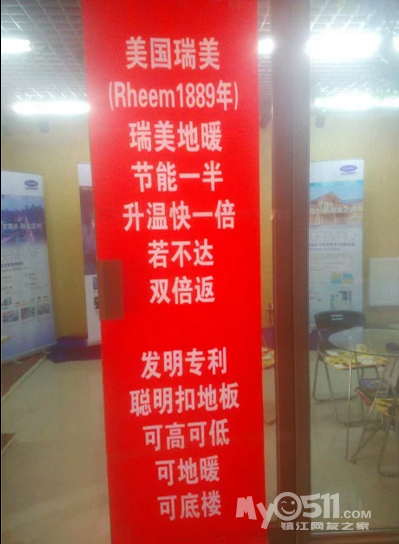 美国瑞美
(Rheem1889年)
瑞美地暖
节能一半
升温快一倍
若不达
双倍返
发明专利
聪明扣地板
可高可低
可地暖
可底楼
MyO511.COM
镇江网友之家